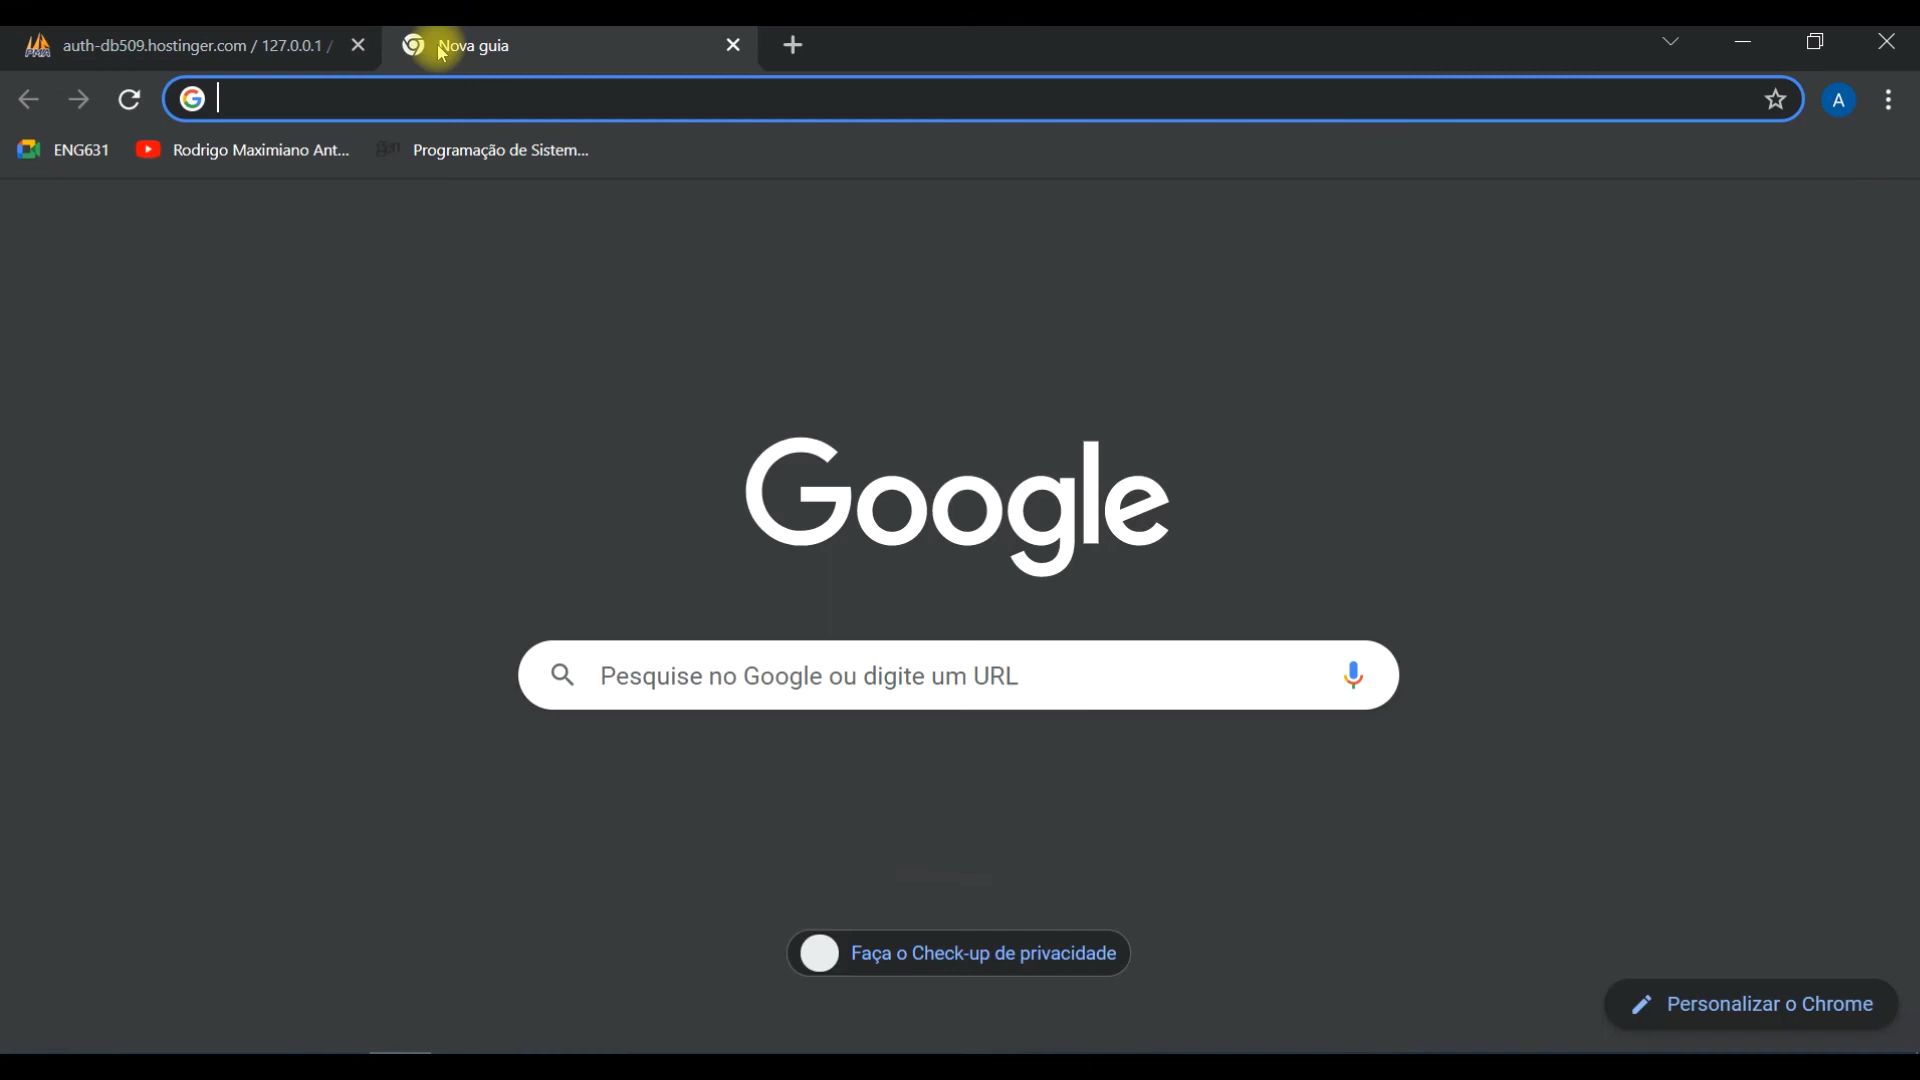 auth-db509.hostinger.com / 127.0.0.1 /
Nova guia
A
ENG631
Rodrigo Maximiano Ant...
Programação de Sistem...
Google
Pesquise no Google ou digite um URL
Faça o Check-up de privacidade
Personalizar o Chrome